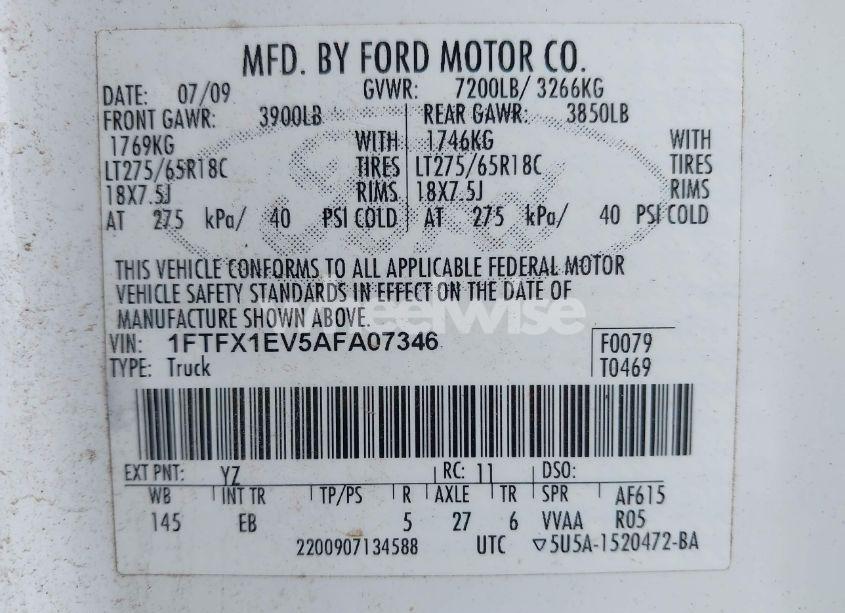 MFD. BY FORD MOTOR CO.
DATE: 07/09 GVWR: 7200LB/ 3266KG
FRONT GAWR: 3900LB REAR GAWR: 3850LB
1769KG WITH 1746KG WITH
LT275/65R18C TIRES LT275/65R18C TIRES
18X7.5J RIMS 18X7.5J RIMS
AT 275 kPa/ 40 PSI COLD AT 275 kPa/ 40 PSI COLD
THIS VEHICLE CONFORMS TO ALL APPLICABLE FEDERAL MOTOR
VEHICLE SAFETY STANDARDS IN EFFECT ON THE DATE OF
MANUFACTURE SHOWN ABOVE.
VIN: 1FTFX1EV5AFA07346 F0079
TYPE: Truck T0469
EXT PNT: YZ RC: 11 DSO:
WB INT TR TP/PS R AXLE TR SPR AF615
145 EB 5 27 6 VVAA R05
2200907134588 UTC ▽5U5A-1520472-BA